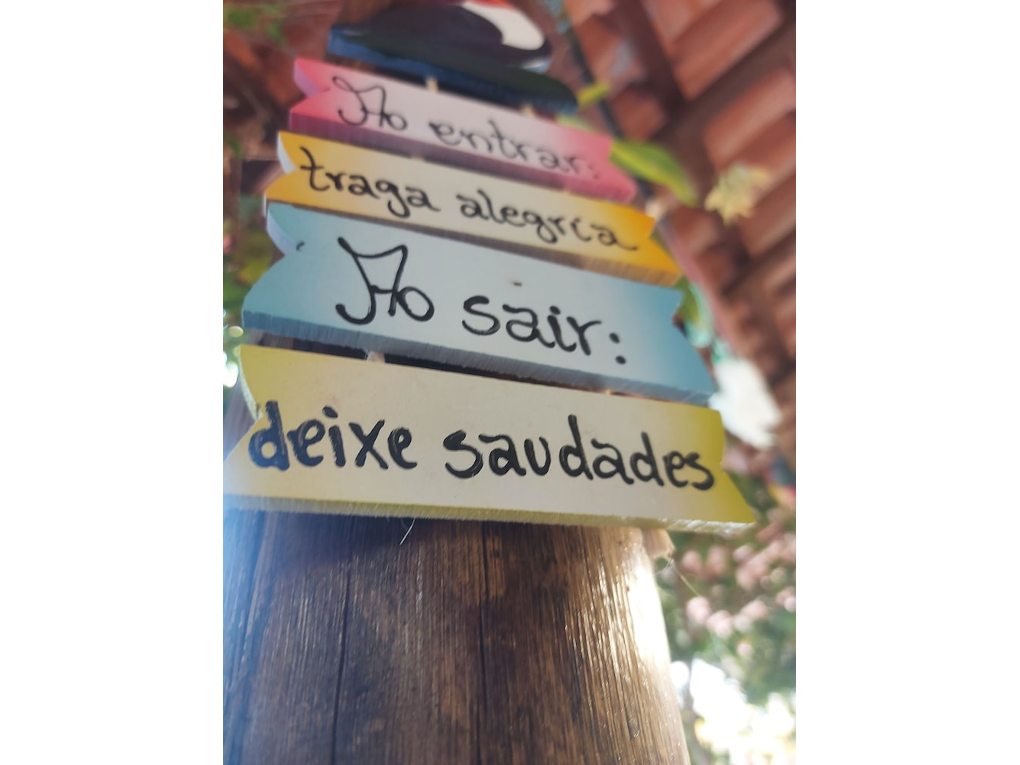 Ao entrar:
traga alegria
Ao sair:
deixe saudades